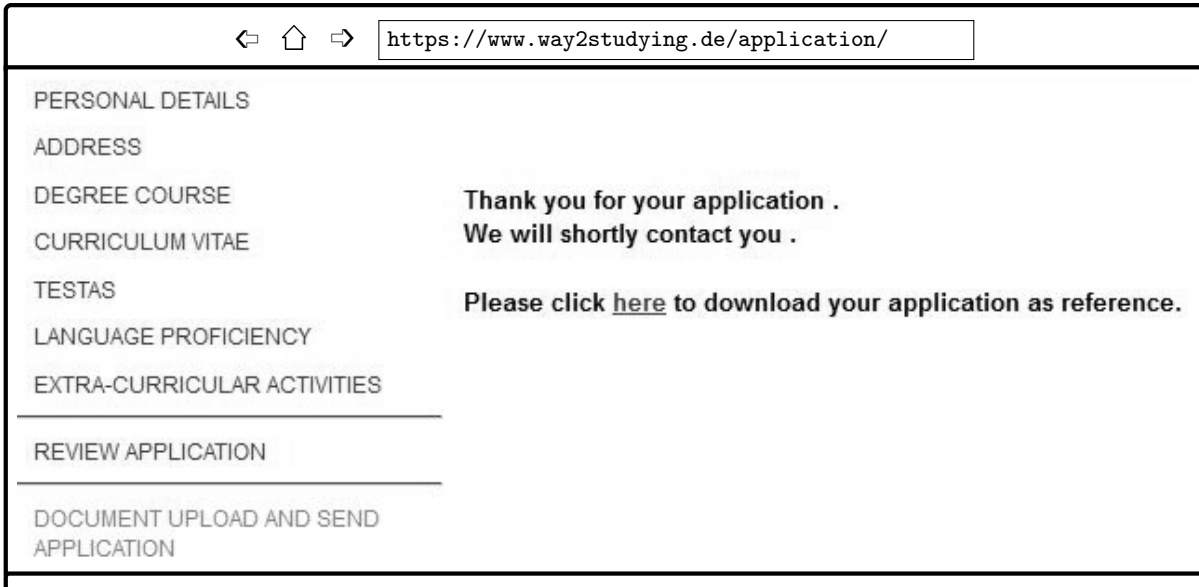 https://www.way2studying.de/application/
PERSONAL DETAILS
ADDRESS
DEGREE COURSE
CURRICULUM VITAE
TESTAS
LANGUAGE PROFICIENCY
EXTRA-CURRICULAR ACTIVITIES
REVIEW APPLICATION
DOCUMENT UPLOAD AND SEND
APPLICATION
Thank you for your application .
We will shortly contact you .
Please click here to download your application as reference.